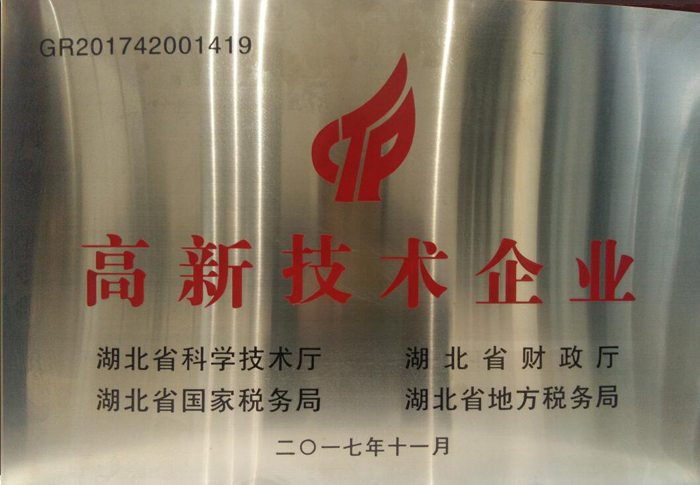 GR201742001419
CTP
高新技术企业
湖北省科学技术厅 湖北省财政厅
湖北省国家税务局 湖北省地方税务局
二〇一七年十一月